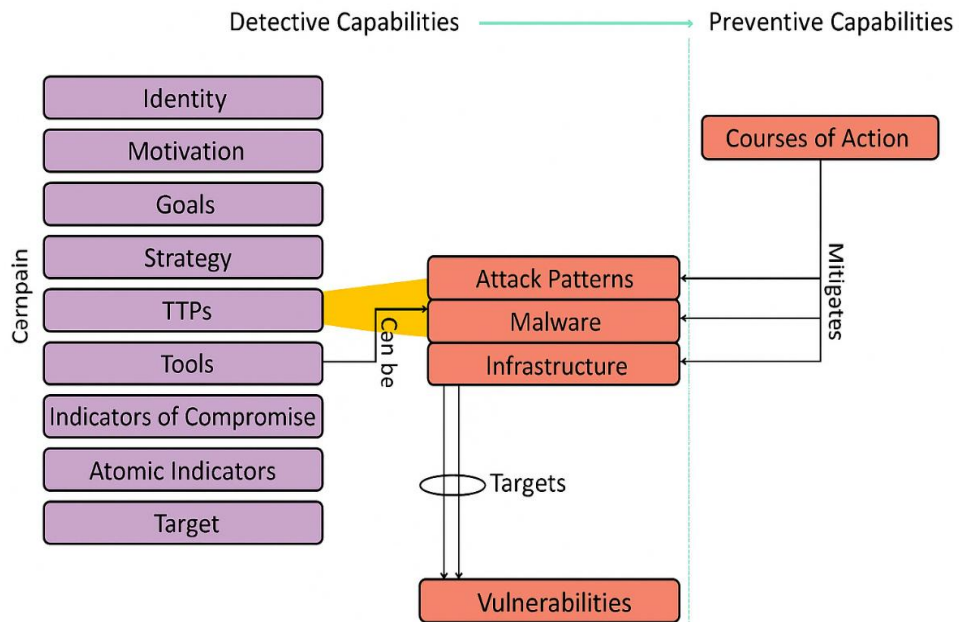 Detective Capabilities
Preventive Capabilities
Identity
Motivation
Goals
Strategy
TTPs
Tools
Indicators of Compromise
Atomic Indicators
Target
Carnpain
Can be
Attack Patterns
Malware
Infrastructure
Targets
Vulnerabilities
Courses of Action
Mitigates